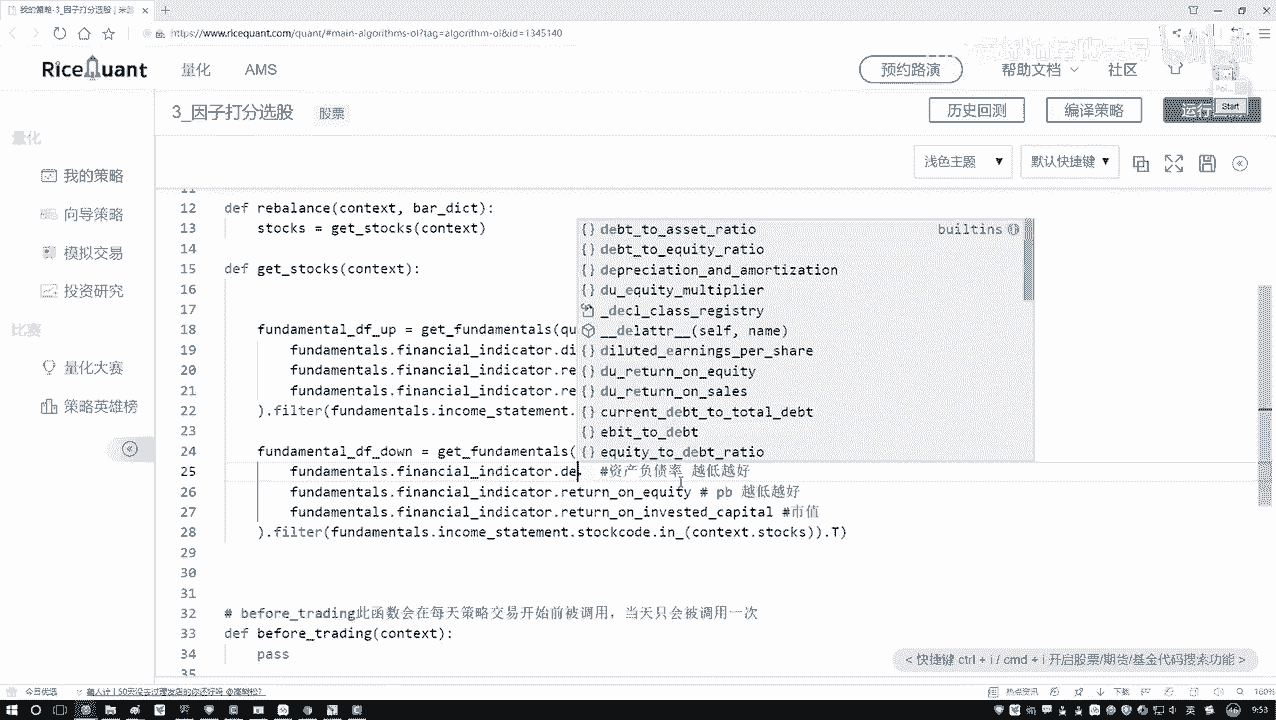 我的策略-3_因子打分选股
https://www.ricequant.com/quant/#main-algorithms-ol?tag=algorithm-ol&id=1345140
RiceQuant 量化 AMS 预约路演 帮助文档 社区
3_因子打分选股 股票 历史回测 编译策略 运行 Start
浅色主题 默认快捷键
量化
我的策略
向导策略
模拟交易
投资研究
比赛
量化大赛
策略英雄榜
11
12 def rebalance(context, bar_dict):
13 stocks = get_stocks(context)
14
15 def get_stocks(context):
16
17
18 fundamental_df_up = get_fundamentals(qu
19 fundamentals.financial_indicator.di
20 fundamentals.financial_indicator.re
21 fundamentals.financial_indicator.re
22 ).filter(fundamentals.income_statement.
23
24 fundamental_df_down = get_fundamentals(
25 fundamentals.financial_indicator.de. #资产负债率 越低越好
26 fundamentals.financial_indicator.return_on_equity # pb 越低越好
27 fundamentals.financial_indicator.return_on_invested_capital #市值
28 ).filter(fundamentals.income_statement.stockcode.in_(context.stocks)).T)
29
30
31
32 # before_trading此函数会在每天策略交易开始前被调用，当天只会被调用一次
33 def before_trading(context):
34 pass
35
{} debt_to_asset_ratio builtins
{} debt_to_equity_ratio
{} depreciation_and_amortization
{} du_equity_multiplier
_decl_class_registry
__delattr__(self, name)
{} diluted_earnings_per_share
{} du_return_on_equity
{} du_return_on_sales
{} current_debt_to_total_debt
{} ebit_to_debt
{} equity_to_debt_ratio
< 快捷键 ctrl + i / cmd + i 开启股票/期货/基金代码搜索功能 >
今日优选
热点资讯 下载 160%
英 9:53